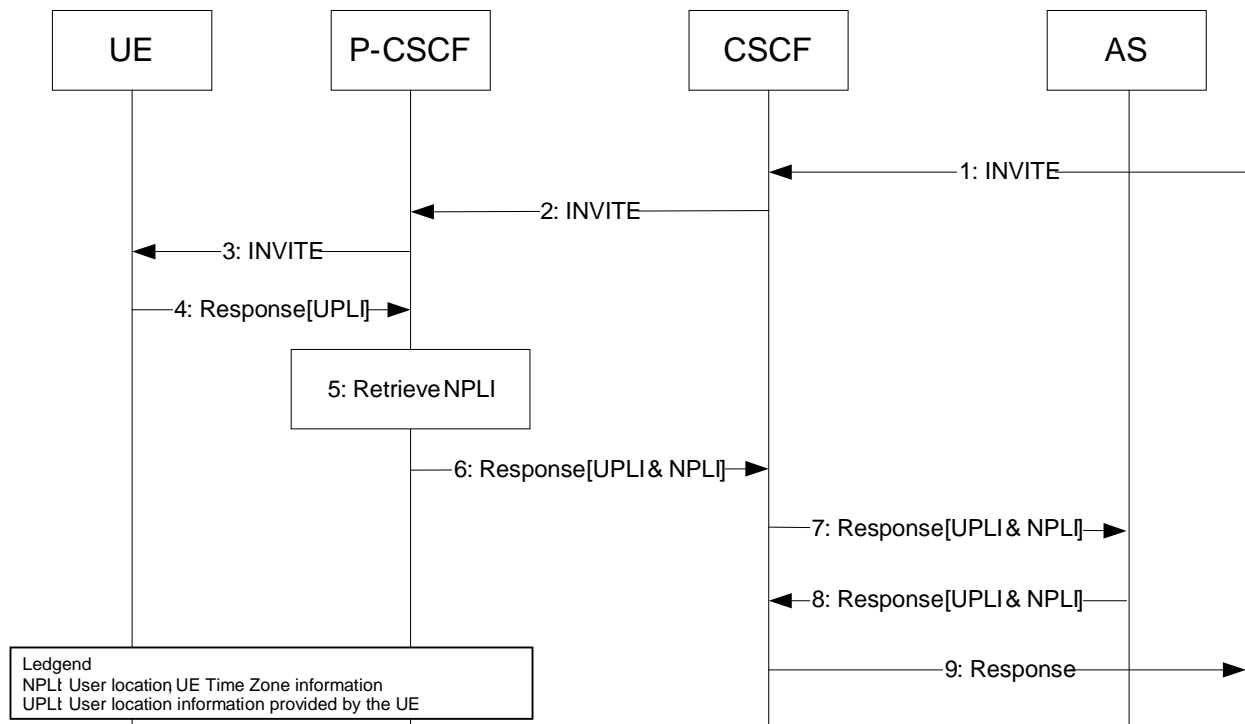 UE
P-CSCF
CSCF
AS
1: INVITE
2: INVITE
3: INVITE
4: Response[UPLI]
5: Retrieve NPLI
6: Response[UPLI & NPLI]
7: Response[UPLI & NPLI]
8: Response[UPLI & NPLI]
9: Response
Ledgend
NPLI: User location, UE Time Zone information
UPLI: User location information provided by the UE